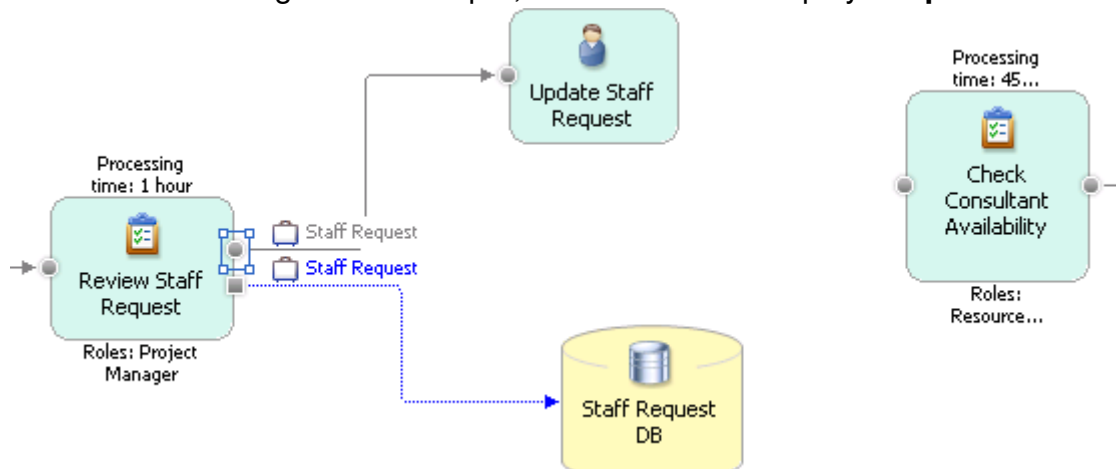 Update Staff
Request
Processing
time: 45...
Check
Consultant
Availability
Roles:
Resource...
Processing
time: 1 hour
Review Staff
Request
Roles: Project
Manager
Staff Request
Staff Request
Staff Request
DB